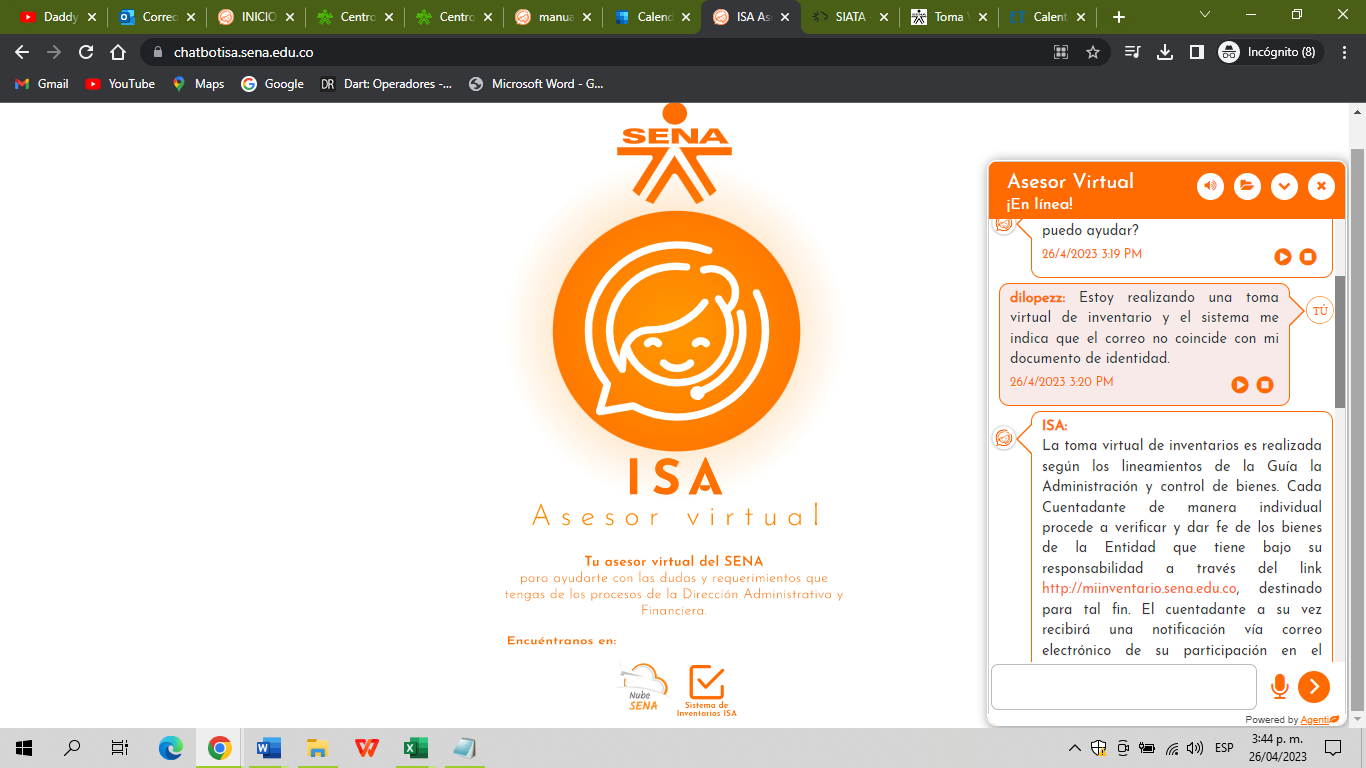 Daddy
Correo
INICIO
Centro
Centro
manua
Calend
ISA As
SIATA
Toma V
Calent
chatbotisa.sena.edu.co
Incógnito (8)
Gmail
YouTube
Maps
Google
DR
Dart: Operadores -...
Microsoft Word - G...
SENA
ISA
Asesor virtual
Tu asesor virtual del SENA
para ayudarte con las dudas y requerimientos que
tengas de los procesos de la Dirección Administrativa y
Financiera.
Encuéntranos en:
Nube
SENA
Sistema de
Inventarios ISA
Asesor Virtual
¡En línea!
puedo ayudar?
26/4/2023 3:19 PM
dilopezz: Estoy realizando una toma
virtual de inventario y el sistema me
indica que el correo no coincide con mi
documento de identidad.
26/4/2023 3:20 PM
TÚ
ISA:
La toma virtual de inventarios es realizada
según los lineamientos de la Guía la
Administración y control de bienes. Cada
Cuentadante de manera individual
procede a verificar y dar fe de los bienes
de la Entidad que tiene bajo su
responsabilidad a través del link
http://miinventario.sena.edu.co, destinado
para tal fin. El cuentadante a su vez
recibirá una notificación vía correo
electrónico de su participación en el
Powered by Agenti
ESP
3:44 p. m.
26/04/2023